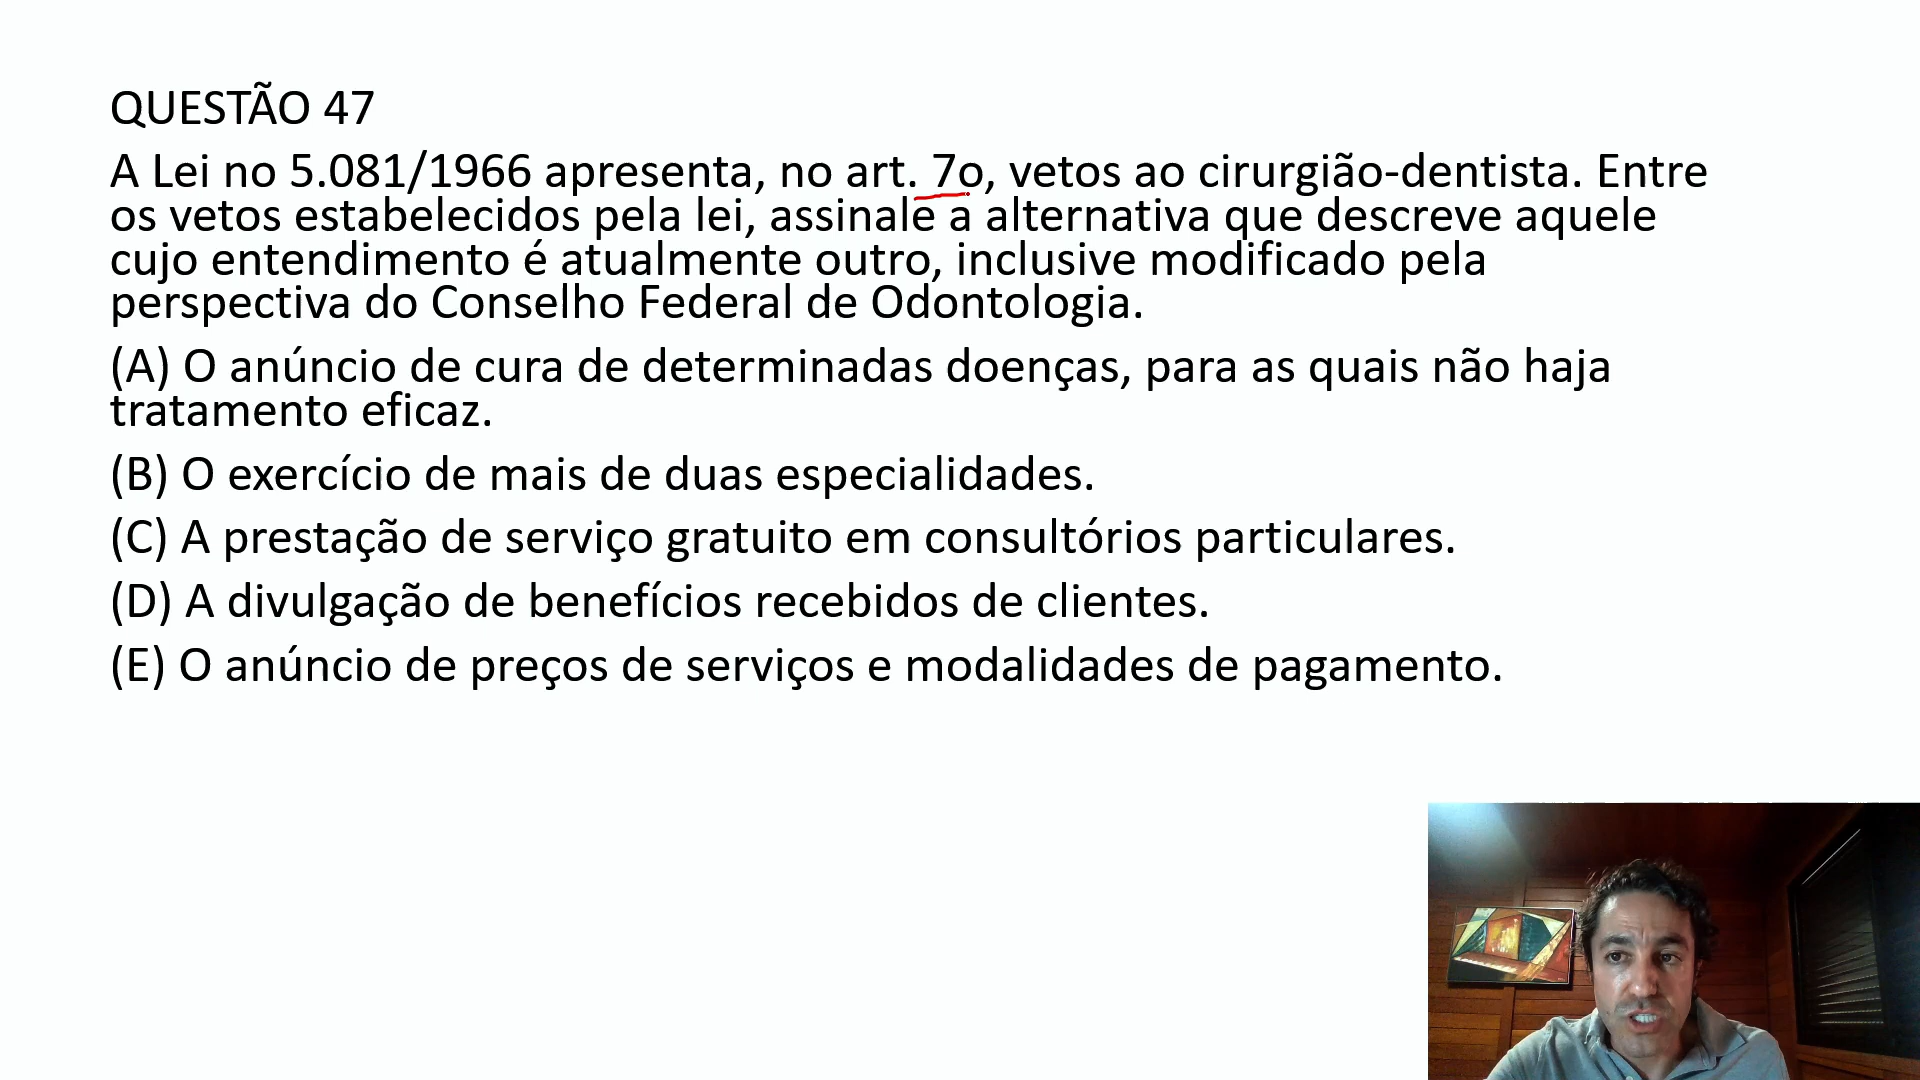 QUESTÃO 47
A Lei no 5.081/1966 apresenta, no art. 7o, vetos ao cirurgião-dentista. Entre
os vetos estabelecidos pela lei, assinale a alternativa que descreve aquele
cujo entendimento é atualmente outro, inclusive modificado pela
perspectiva do Conselho Federal de Odontologia.
(A) O anúncio de cura de determinadas doenças, para as quais não haja
tratamento eficaz.
(B) O exercício de mais de duas especialidades.
(C) A prestação de serviço gratuito em consultórios particulares.
(D) A divulgação de benefícios recebidos de clientes.
(E) O anúncio de preços de serviços e modalidades de pagamento.